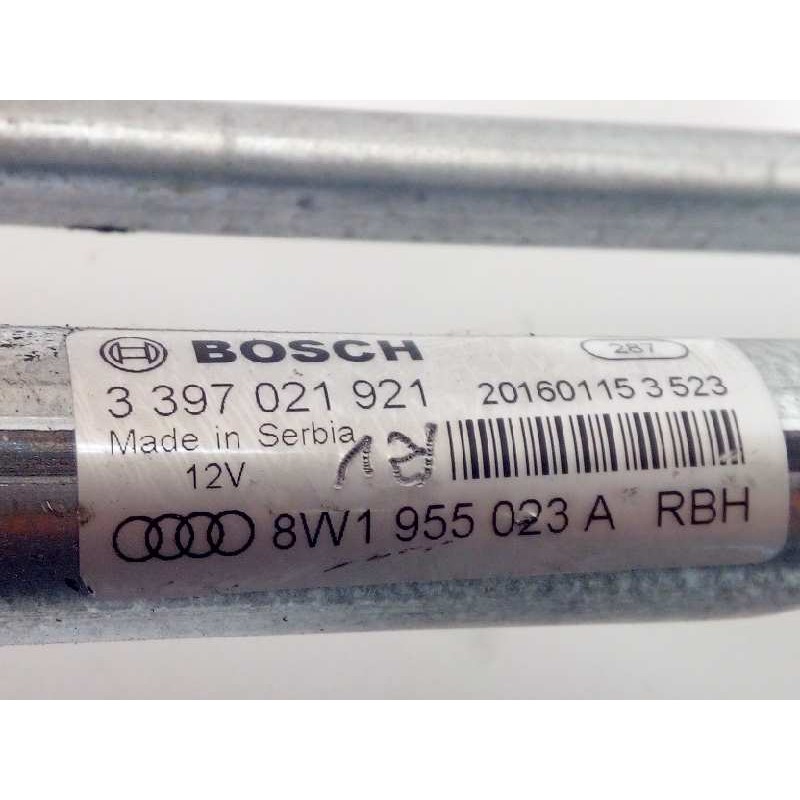 BOSCH 287
3 397 021 921 20160115 3 523
Made in Serbia
12V
8W1 955 023 A RBH